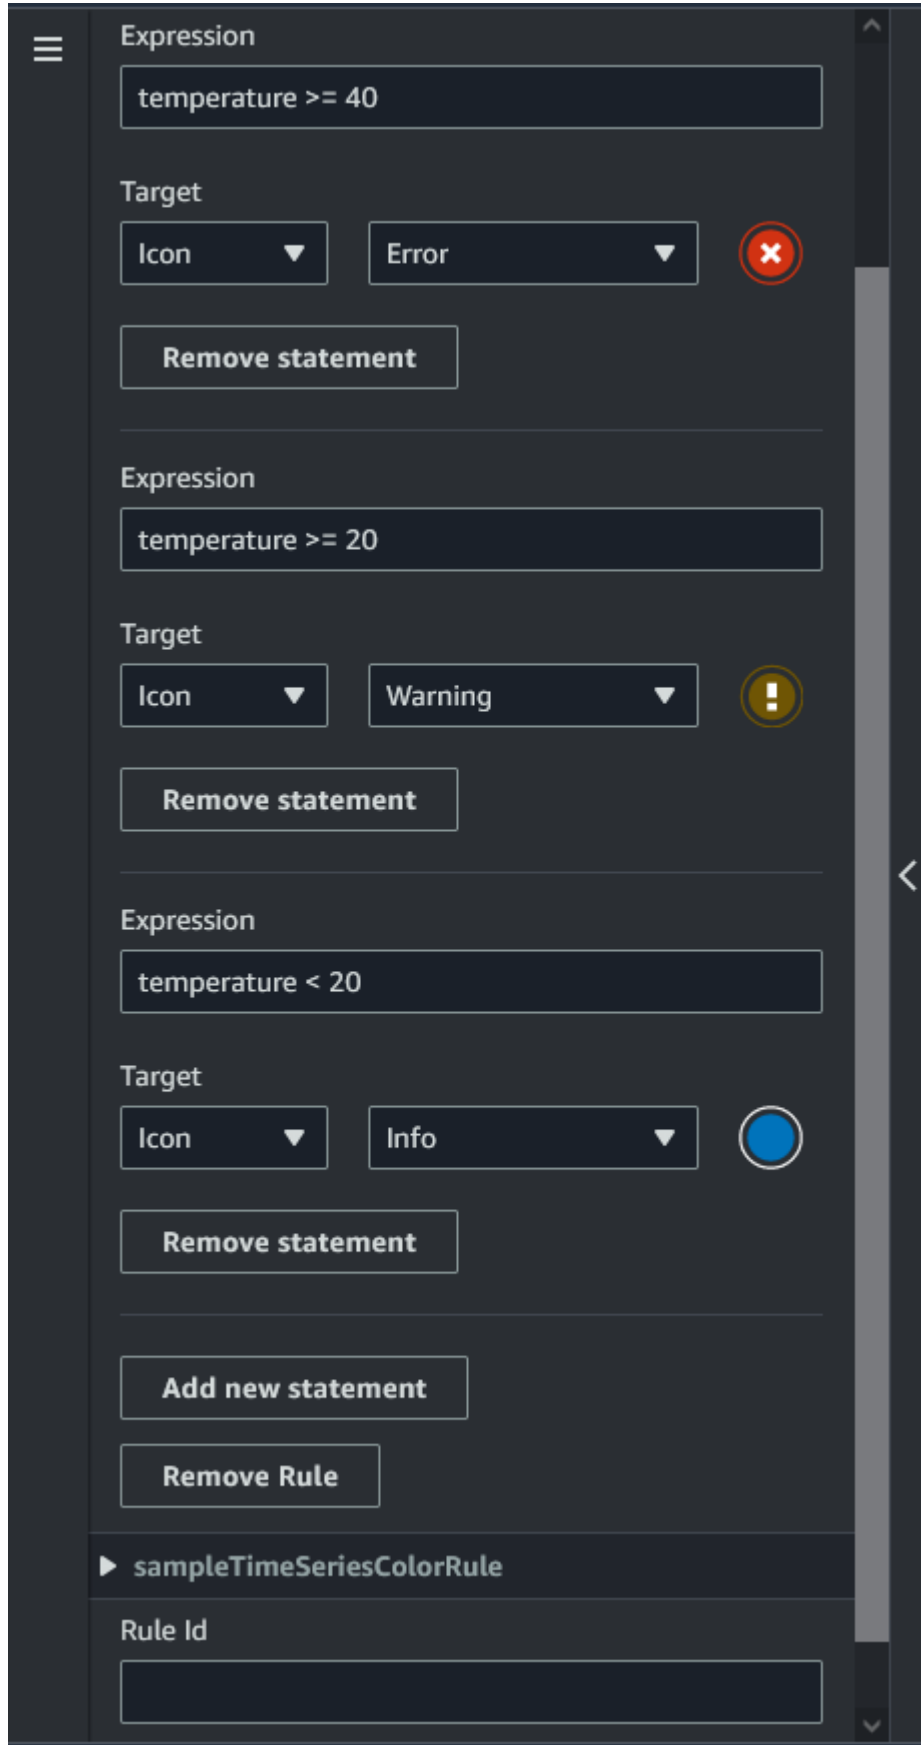 Expression
temperature >= 40
Target
Icon Error
Remove statement
Expression
temperature >= 20
Target
Icon Warning
Remove statement
Expression
temperature < 20
Target
Icon Info
Remove statement
Add new statement
Remove Rule
sampleTimeSeriesColorRule
Rule Id